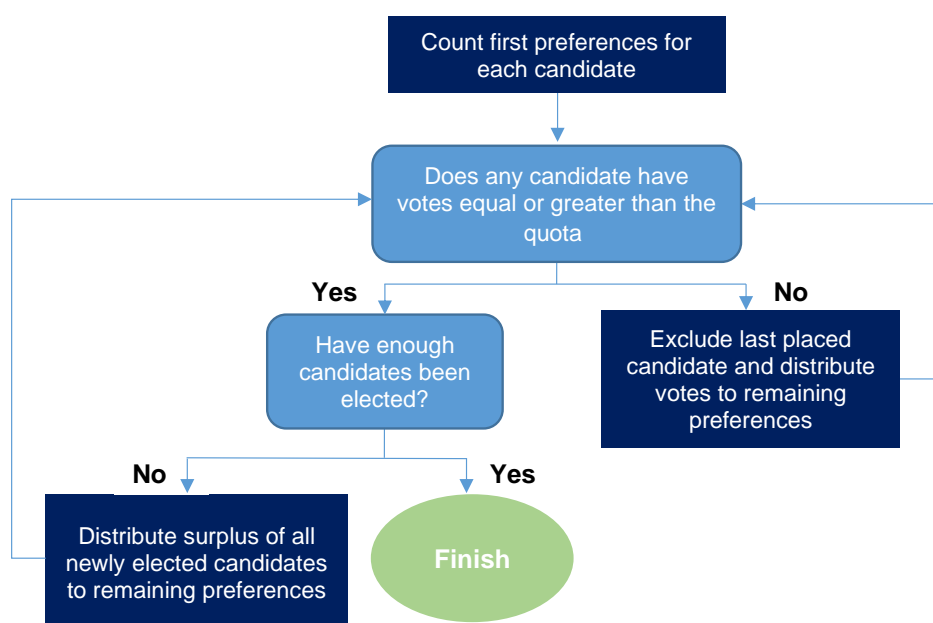 Count first preferences for
each candidate
Does any candidate have
votes equal or greater than the
quota
Yes
No
Have enough
candidates been
elected?
Exclude last placed
candidate and distribute
votes to remaining
preferences
No
Yes
Distribute surplus of all
newly elected candidates
to remaining preferences
Finish